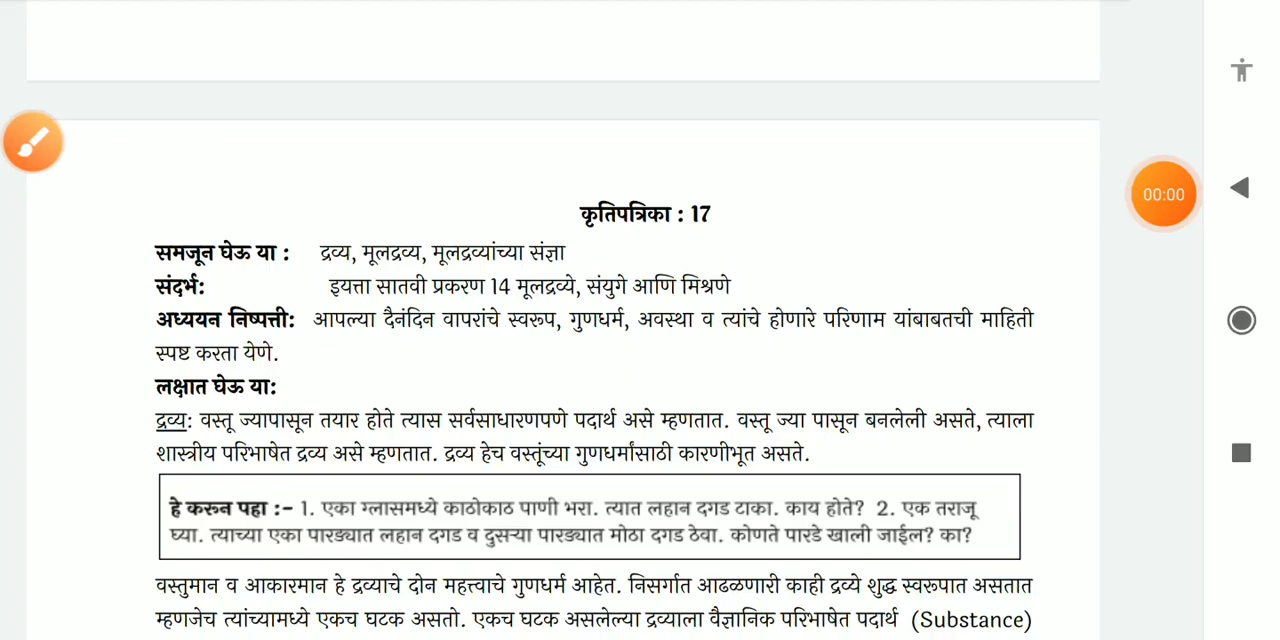 कृतिपत्रिका : 17
समजून घेऊ या : द्रव्य, मूलद्रव्य, मूलद्रव्यांच्या संज्ञा
संदर्भ: इयत्ता सातवी प्रकरण 14 मूलद्रव्ये, संयुगे आणि मिश्रणे
अध्ययन निष्पत्ती: आपल्या दैनंदिन वापरांचे स्वरूप, गुणधर्म, अवस्था व त्यांचे होणारे परिणाम यांबाबतची माहिती
स्पष्ट करता येणे.
लक्षात घेऊ या:
द्रव्य: वस्तू ज्यापासून तयार होते त्यास सर्वसाधारणपणे पदार्थ असे म्हणतात. वस्तू ज्या पासून बनलेली असते, त्याला
शास्त्रीय परिभाषेत द्रव्य असे म्हणतात. द्रव्य हेच वस्तूंच्या गुणधर्मांसाठी कारणीभूत असते.
हे करून पहा :- 1. एका ग्लासमध्ये काठोकाठ पाणी भरा. त्यात लहान दगड टाका. काय होते? 2. एक तराजू
घ्या. त्याच्या एका पारड्यात लहान दगड व दुसऱ्या पारड्यात मोठा दगड ठेवा. कोणते पारडे खाली जाईल? का?
वस्तुमान व आकारमान हे द्रव्याचे दोन महत्त्वाचे गुणधर्म आहेत. निसर्गात आढळणारी काही द्रव्ये शुद्ध स्वरूपात असतात
म्हणजेच त्यांच्यामध्ये एकच घटक असतो. एकच घटक असलेल्या द्रव्याला वैज्ञानिक परिभाषेत पदार्थ (Substance)
00:00